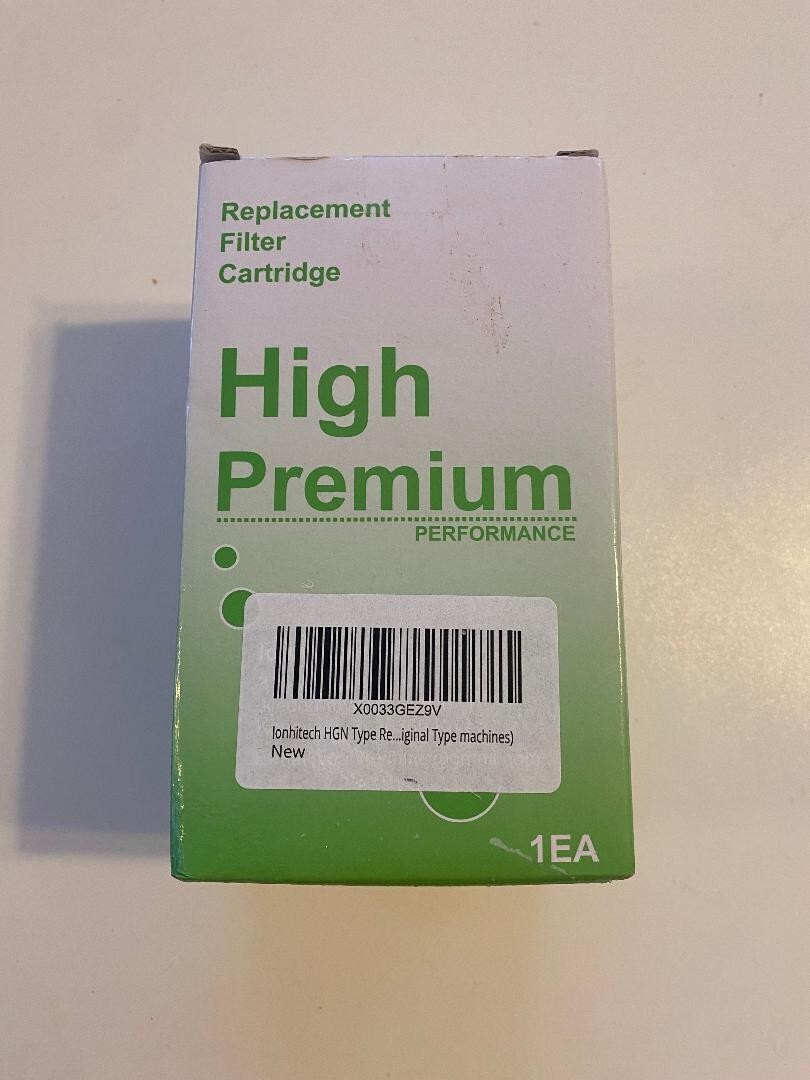 Replacement
Filter
Cartridge
High
Premium
PERFORMANCE
X0033GEZ9V
Ionhitech HGN Type Re...iginal Type machines)
New
1EA